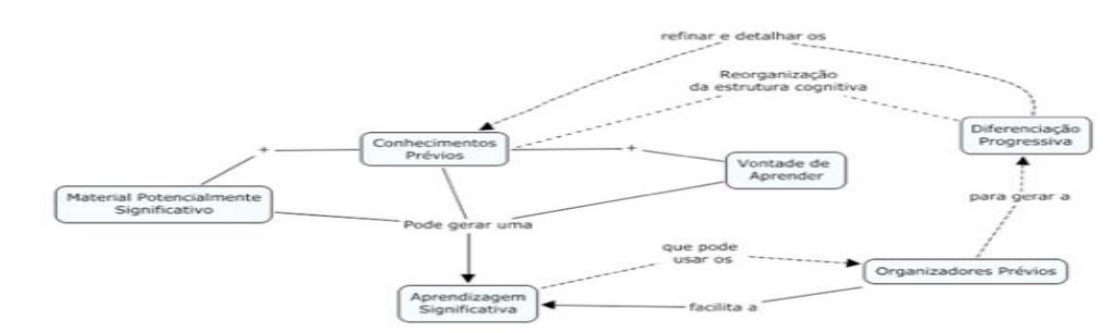 refinar e detalhar os
Reorganização
da estrutura cognitiva
Diferenciação
Progressiva
Conhecimentos
Prévios
+
+
Vontade de
Aprender
Material Potencialmente
Significativo
para gerar a
Pode gerar uma
que pode
usar os
Organizadores Prévios
Aprendizagem
Significativa
facilita a